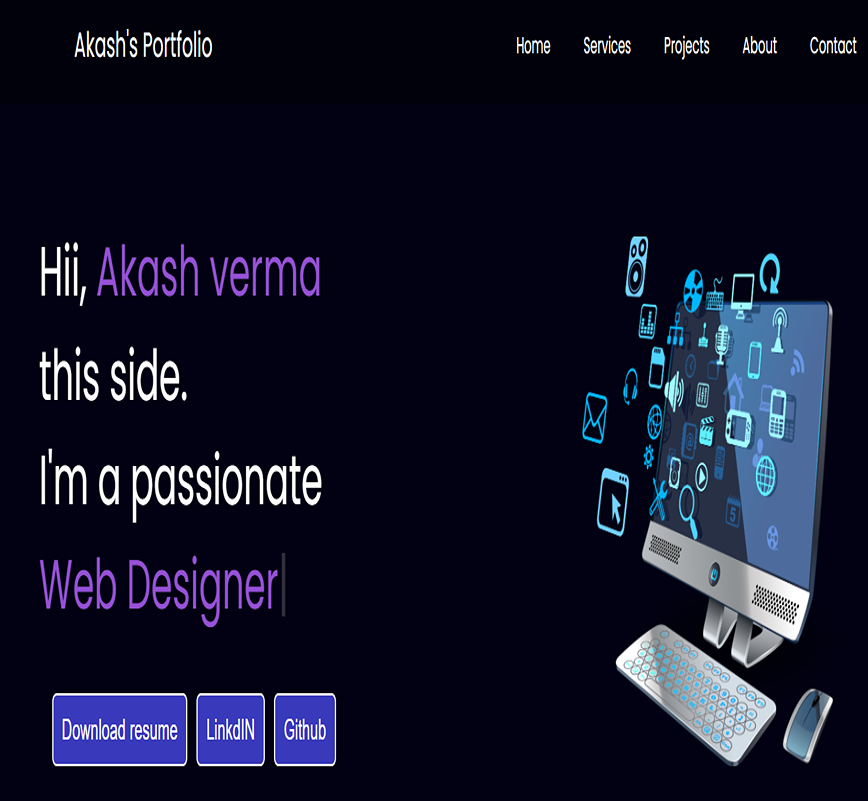 Akash's Portfolio
Home Services Projects About Contact
Hii, Akash verma
this side.
I'm a passionate
Web Designer
Download resume LinkdIN Github